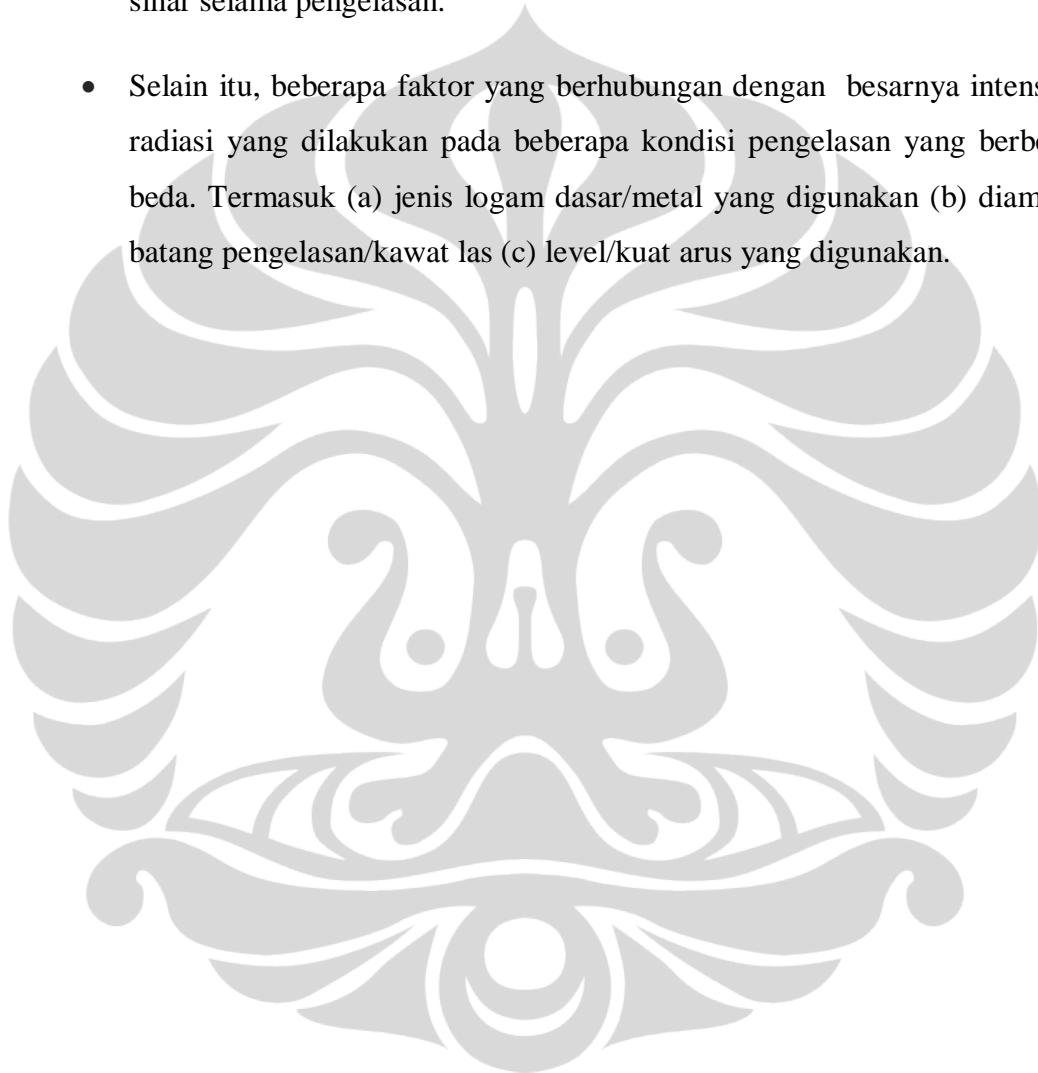 sinar selama pengelasan.
• Selain itu, beberapa faktor yang berhubungan dengan besarnya intens
radiasi yang dilakukan pada beberapa kondisi pengelasan yang berbe
beda. Termasuk (a) jenis logam dasar/metal yang digunakan (b) diam
batang pengelasan/kawat las (c) level/kuat arus yang digunakan.